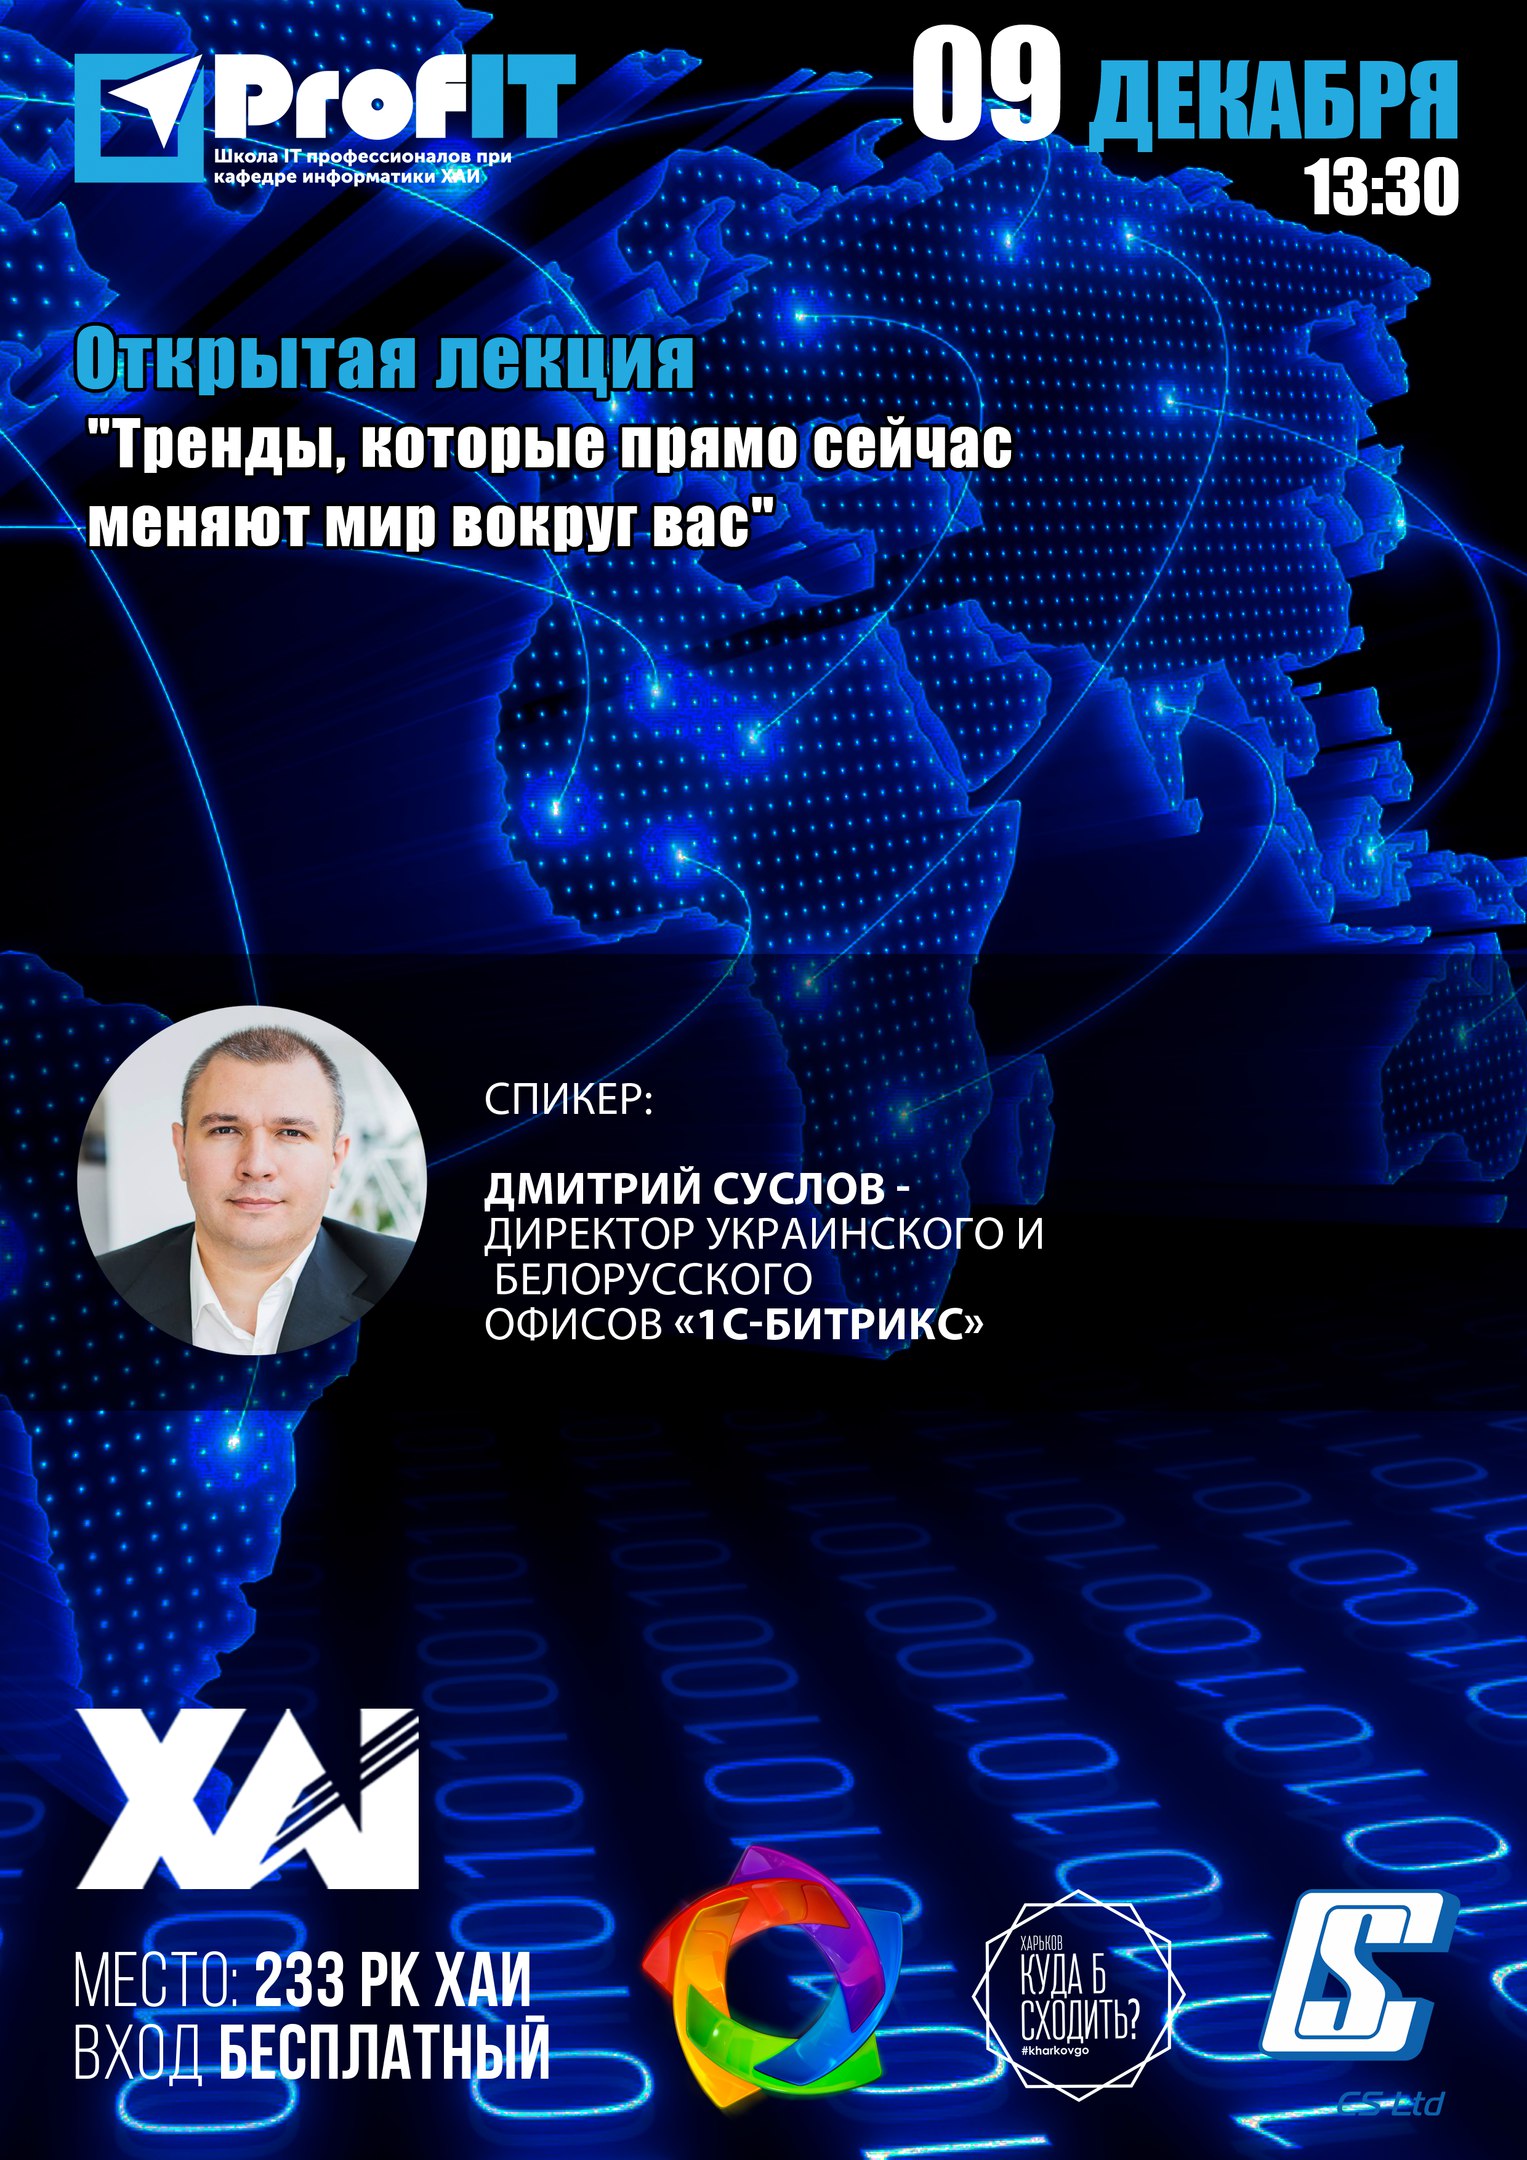 ProfIT
Школа IT профессионалов при
кафедре информатики ХАИ
09 ДЕКАБРЯ
13:30
Открытая лекция
"Тренды, которые прямо сейчас
меняют мир вокруг вас"
СПИКЕР:
ДМИТРИЙ СУСЛОВ -
ДИРЕКТОР УКРАИНСКОГО И
БЕЛОРУССКОГО
ОФИСОВ «1С-БИТРИКС»
ХАІ
МЕСТО: 233 РК ХАИ
ВХОД БЕСПЛАТНЫЙ
ХАРЬКОВ
КУДА Б
СХОДИТЬ?
#kharkovgo
CS
CS Ltd